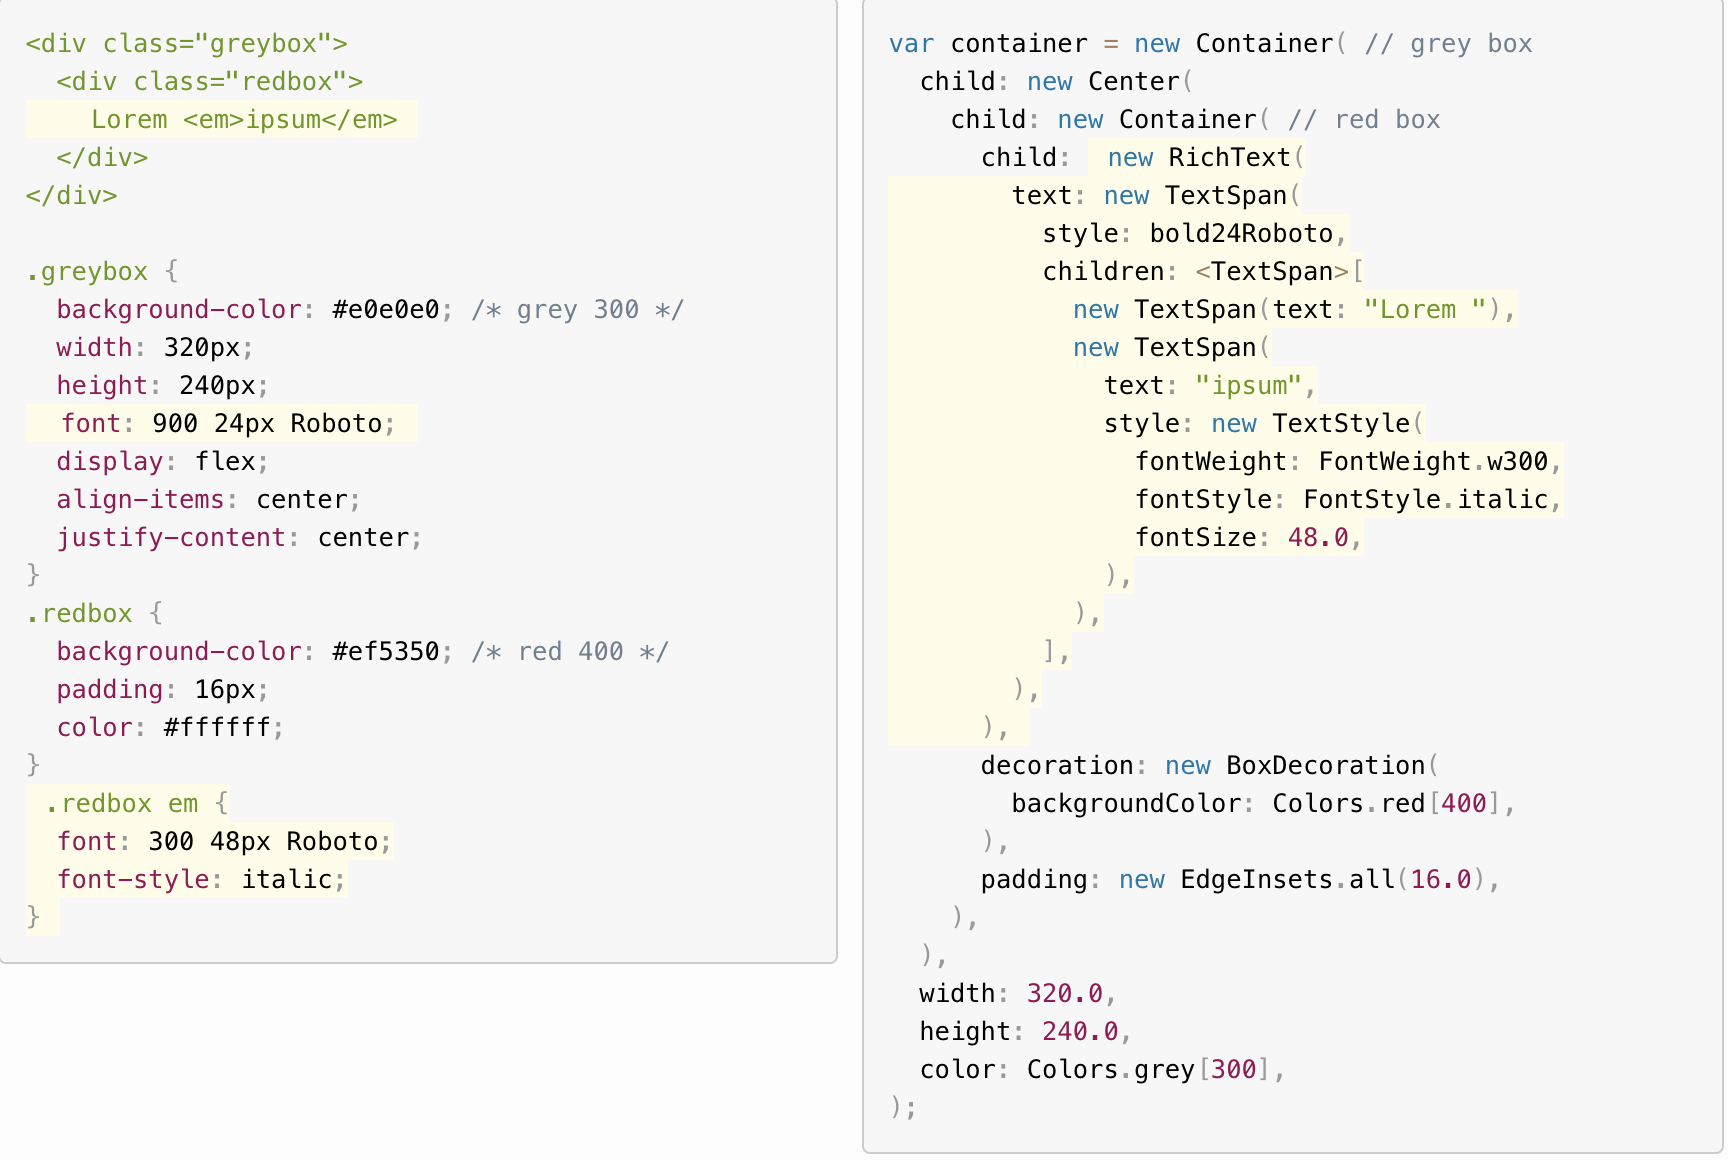 <div class="greybox">
  <div class="redbox">
    Lorem <em>ipsum</em>
  </div>
</div>

.greybox {
  background-color: #e0e0e0; /* grey 300 */
  width: 320px;
  height: 240px;
  font: 900 24px Roboto;
  display: flex;
  align-items: center;
  justify-content: center;
}
.redbox {
  background-color: #ef5350; /* red 400 */
  padding: 16px;
  color: #ffffff;
}
.redbox em {
  font: 300 48px Roboto;
  font-style: italic;
}
var container = new Container( // grey box
  child: new Center(
    child: new Container( // red box
      child:  new RichText(
        text: new TextSpan(
          style: bold24Roboto,
          children: <TextSpan>[
            new TextSpan(text: "Lorem "),
            new TextSpan(
              text: "ipsum",
              style: new TextStyle(
                fontWeight: FontWeight.w300,
                fontStyle: FontStyle.italic,
                fontSize: 48.0,
              ),
            ),
          ],
        ),
      ),
      decoration: new BoxDecoration(
        backgroundColor: Colors.red[400],
      ),
      padding: new EdgeInsets.all(16.0),
    ),
  ),
  width: 320.0,
  height: 240.0,
  color: Colors.grey[300],
);